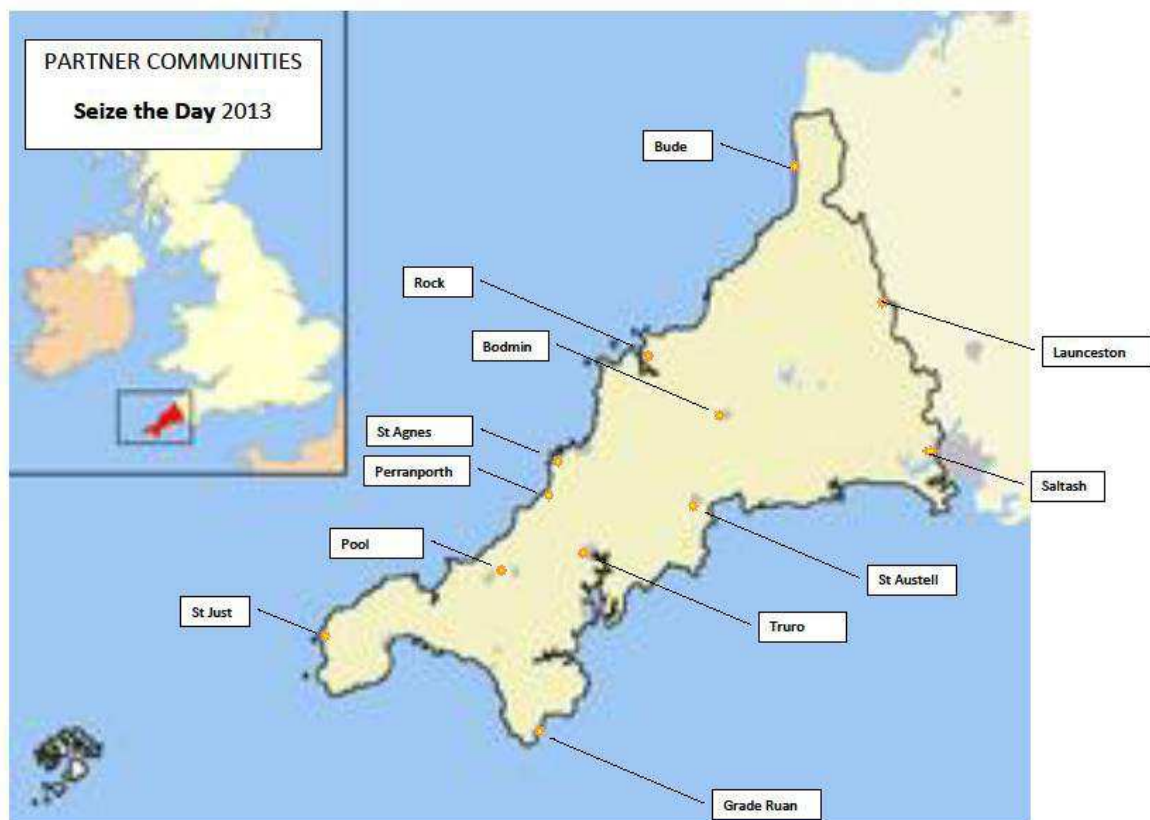 PARTNER COMMUNITIES
Seize the Day 2013
Bude
Rock
Bodmin
Launceston
St Agnes
Perranporth
Saltash
Pool
St Austell
St Just
Truro
Grade Ruan